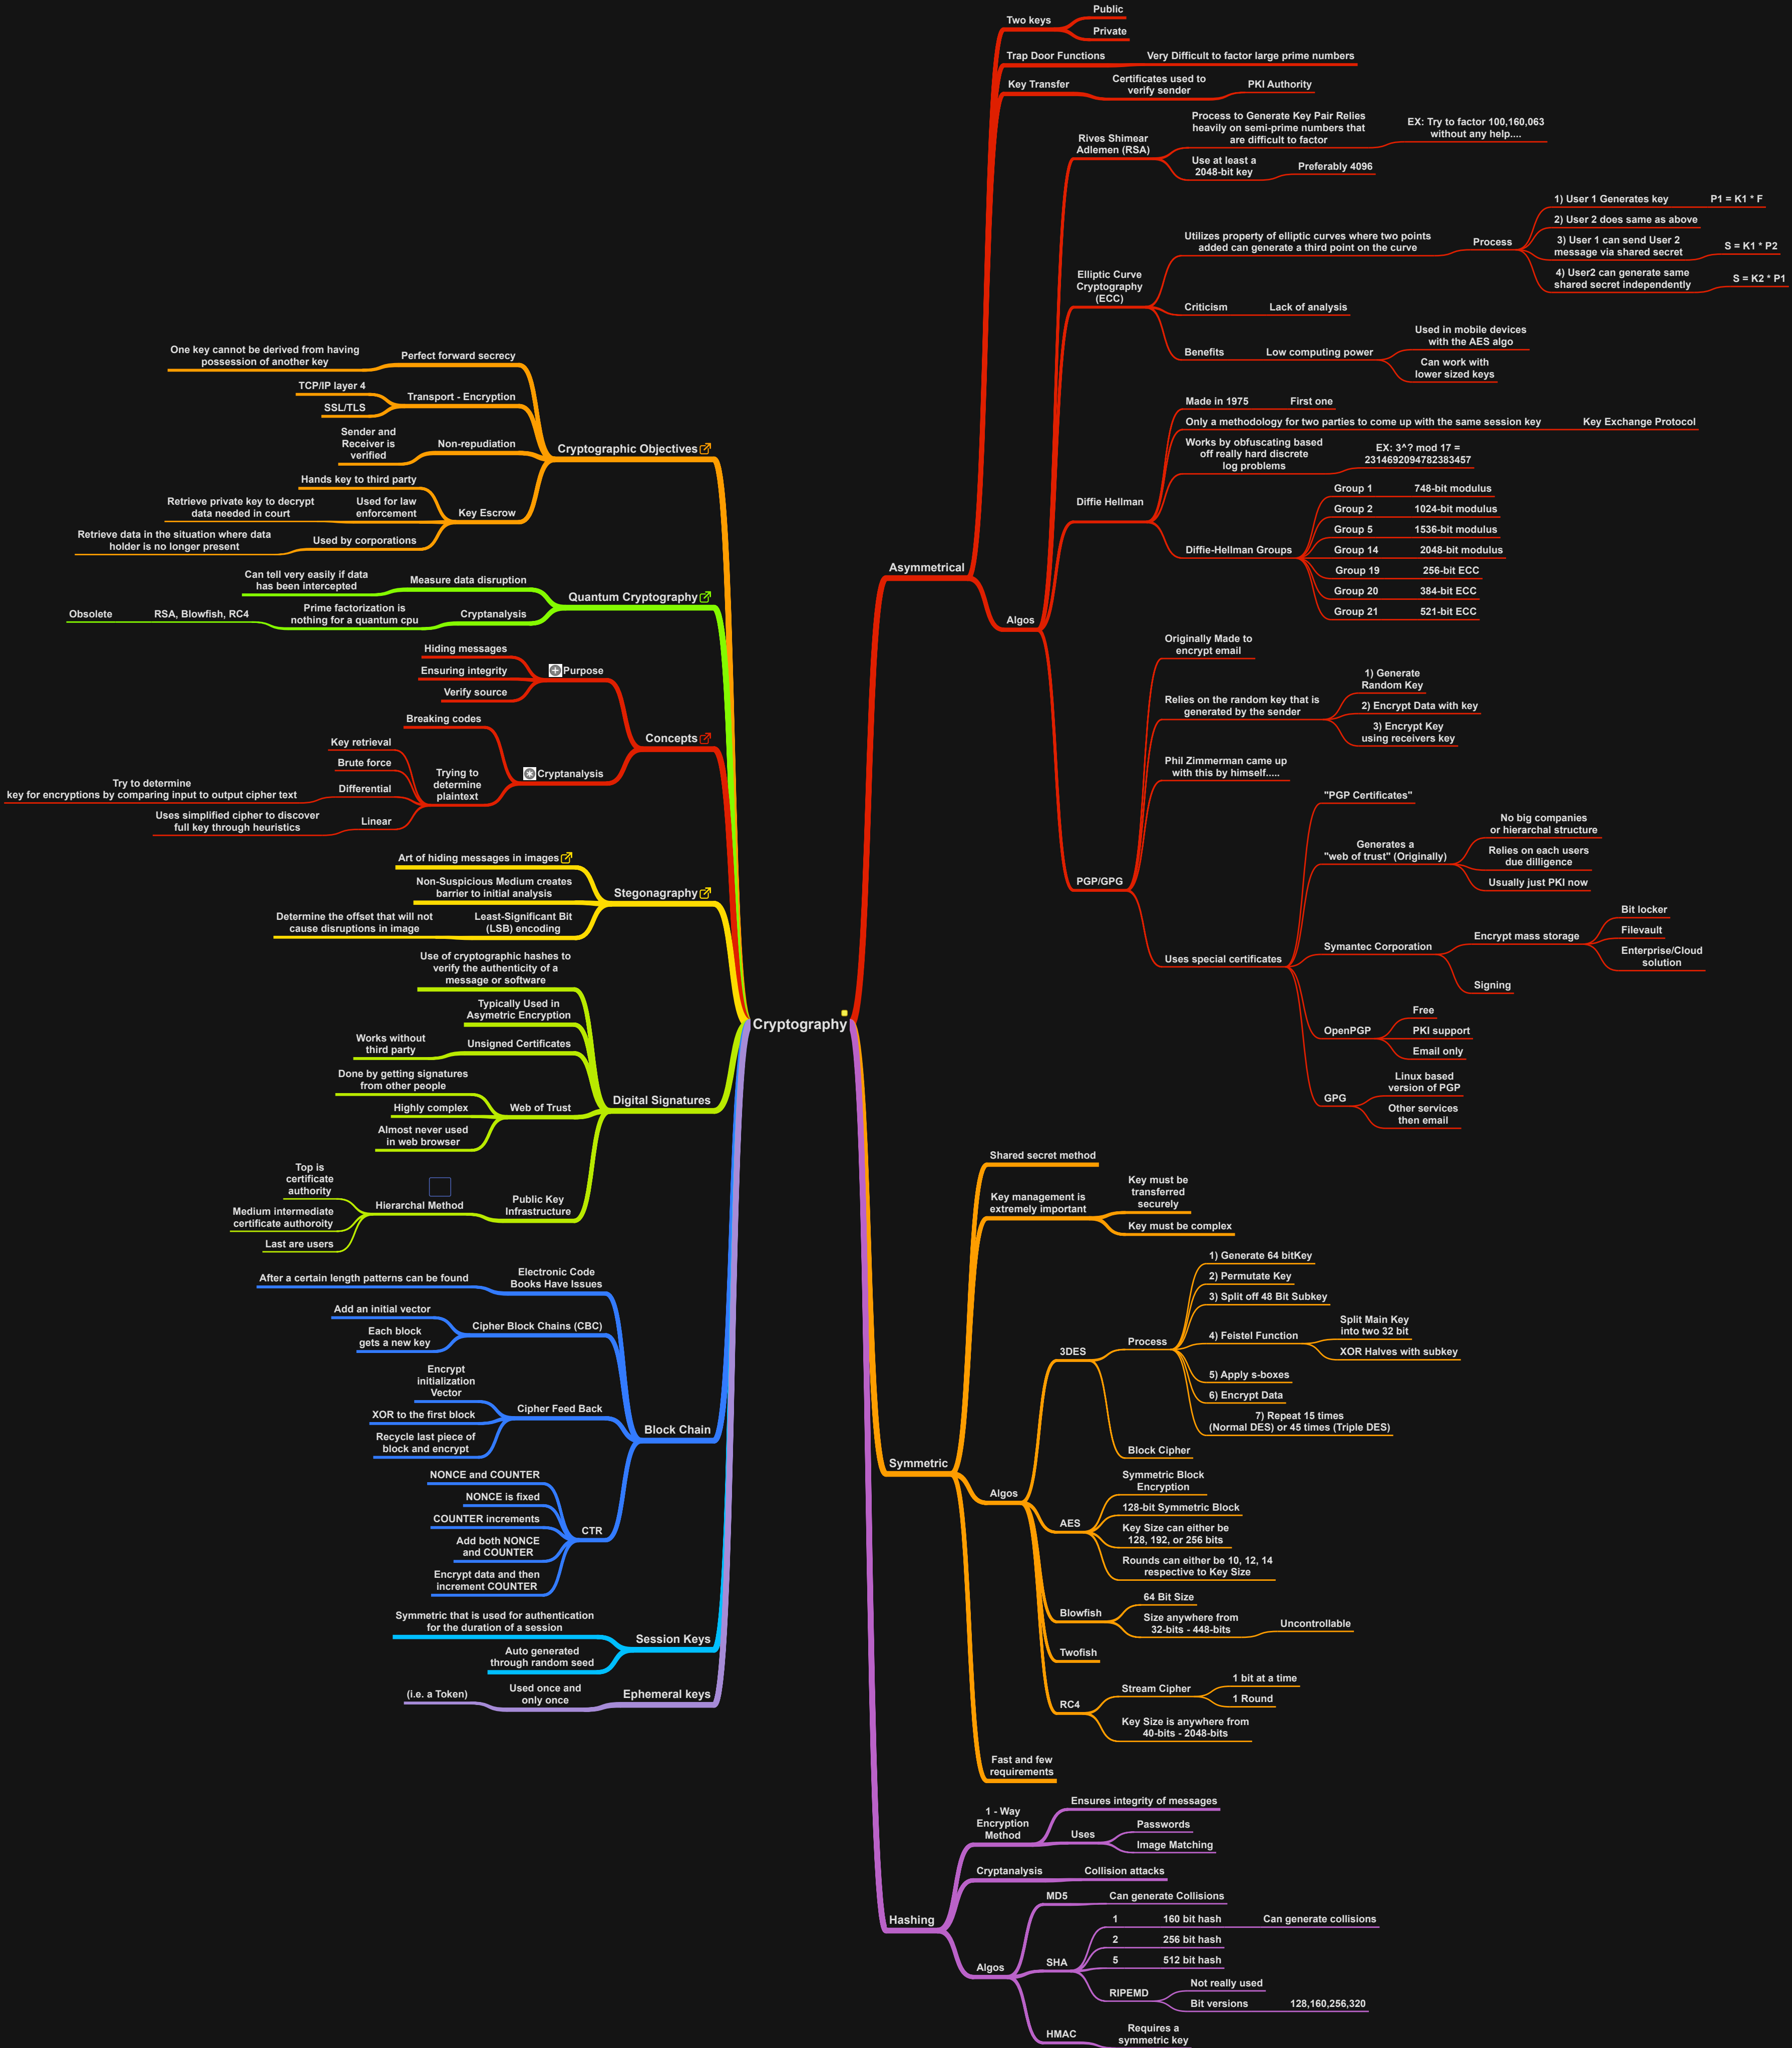 Cryptography
Asymmetrical
Two keys
Public
Private
Trap Door Functions
Very Difficult to factor large prime numbers
Key Transfer
Certificates used to
verify sender
PKI Authority
Algos
Rives Shimear
Adlemen (RSA)
Process to Generate Key Pair Relies
heavily on semi-prime numbers that
are difficult to factor
EX: Try to factor 100,160,063
without any help....
Use at least a
2048-bit key
Preferably 4096
Elliptic Curve
Cryptography
(ECC)
Utilizes property of elliptic curves where two points
added can generate a third point on the curve
Process
1) User 1 Generates key
P1 = K1 * F
2) User 2 does same as above
3) User 1 can send User 2
message via shared secret
S = K1 * P2
4) User2 can generate same
shared secret independently
S = K2 * P1
Criticism
Lack of analysis
Benefits
Low computing power
Used in mobile devices
with the AES algo
Can work with
lower sized keys
Diffie Hellman
Made in 1975
First one
Only a methodology for two parties to come up with the same session key
Key Exchange Protocol
Works by obfuscating based
off really hard discrete
log problems
EX: 3^? mod 17 =
2314692094782383457
Diffie-Hellman Groups
Group 1
748-bit modulus
Group 2
1024-bit modulus
Group 5
1536-bit modulus
Group 14
2048-bit modulus
Group 19
256-bit ECC
Group 20
384-bit ECC
Group 21
521-bit ECC
PGP/GPG
Originally Made to
encrypt email
Relies on the random key that is
generated by the sender
1) Generate
Random Key
2) Encrypt Data with key
3) Encrypt Key
using receivers key
Phil Zimmerman came up
with this by himself.....
Uses special certificates
"PGP Certificates"
Generates a
"web of trust" (Originally)
No big companies
or hierarchal structure
Relies on each users
due dilligence
Usually just PKI now
Symantec Corporation
Encrypt mass storage
Bit locker
Filevault
Enterprise/Cloud
solution
Signing
OpenPGP
Free
PKI support
Email only
GPG
Linux based
version of PGP
Other services
then email
Symmetric
Shared secret method
Key management is
extremely important
Key must be
transferred
securely
Key must be complex
Algos
3DES
Process
1) Generate 64 bitKey
2) Permutate Key
3) Split off 48 Bit Subkey
4) Feistel Function
Split Main Key
into two 32 bit
XOR Halves with subkey
5) Apply s-boxes
6) Encrypt Data
7) Repeat 15 times
(Normal DES) or 45 times (Triple DES)
Block Cipher
AES
Symmetric Block
Encryption
128-bit Symmetric Block
Key Size can either be
128, 192, or 256 bits
Rounds can either be 10, 12, 14
respective to Key Size
Blowfish
64 Bit Size
Size anywhere from
32-bits - 448-bits
Uncontrollable
Twofish
RC4
Stream Cipher
1 bit at a time
1 Round
Key Size is anywhere from
40-bits - 2048-bits
Fast and few
requirements
Hashing
1 - Way
Encryption
Method
Ensures integrity of messages
Uses
Passwords
Image Matching
Cryptanalysis
Collision attacks
Algos
MD5
Can generate Collisions
SHA
1
160 bit hash
Can generate collisions
2
256 bit hash
5
512 bit hash
RIPEMD
Not really used
Bit versions
128,160,256,320
HMAC
Requires a
symmetric key
Cryptographic Objectives
Perfect forward secrecy
One key cannot be derived from having
possession of another key
Transport - Encryption
TCP/IP layer 4
SSL/TLS
Non-repudiation
Sender and
Receiver is
verified
Key Escrow
Hands key to third party
Used for law
enforcement
Retrieve private key to decrypt
data needed in court
Used by corporations
Retrieve data in the situation where data
holder is no longer present
Quantum Cryptography
Measure data disruption
Can tell very easily if data
has been intercepted
Cryptanalysis
Prime factorization is
nothing for a quantum cpu
RSA, Blowfish, RC4
Obsolete
Concepts
Purpose
Hiding messages
Ensuring integrity
Verify source
Cryptanalysis
Breaking codes
Trying to
determine
plaintext
Key retrieval
Brute force
Differential
Try to determine
key for encryptions by comparing input to output cipher text
Linear
Uses simplified cipher to discover
full key through heuristics
Stegonagraphy
Art of hiding messages in images
Non-Suspicious Medium creates
barrier to initial analysis
Least-Significant Bit
(LSB) encoding
Determine the offset that will not
cause disruptions in image
Digital Signatures
Use of cryptographic hashes to
verify the authenticity of a
message or software
Typically Used in
Asymetric Encryption
Unsigned Certificates
Works without
third party
Web of Trust
Done by getting signatures
from other people
Highly complex
Almost never used
in web browser
Public Key
Infrastructure
Hierarchal Method
Top is
certificate
authority
Medium intermediate
certificate authoroity
Last are users
Block Chain
Electronic Code
Books Have Issues
After a certain length patterns can be found
Cipher Block Chains (CBC)
Add an initial vector
Each block
gets a new key
Cipher Feed Back
Encrypt
initialization
Vector
XOR to the first block
Recycle last piece of
block and encrypt
CTR
NONCE and COUNTER
NONCE is fixed
COUNTER increments
Add both NONCE
and COUNTER
Encrypt data and then
increment COUNTER
Session Keys
Symmetric that is used for authentication
for the duration of a session
Auto generated
through random seed
Ephemeral keys
Used once and
only once
(i.e. a Token)